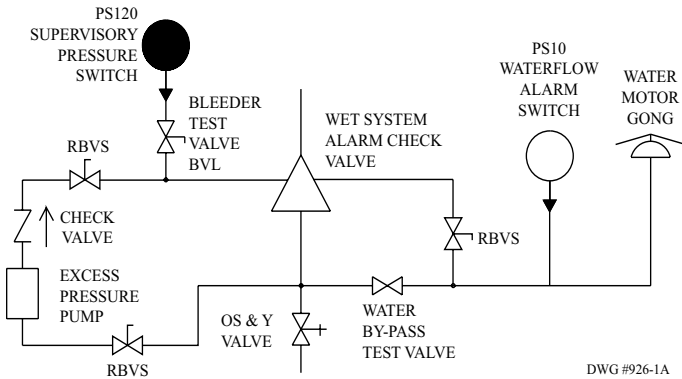 PS120
SUPERVISORY
PRESSURE
SWITCH
BLEEDER
TEST
VALVE
BVL
WET SYSTEM
ALARM CHECK
VALVE
PS10
WATERFLOW
ALARM
SWITCH
WATER
MOTOR
GONG
RBVS
CHECK
VALVE
EXCESS
PRESSURE
PUMP
RBVS
OS & Y
VALVE
WATER
BY-PASS
TEST VALVE
RBVS
DWG #926-1A